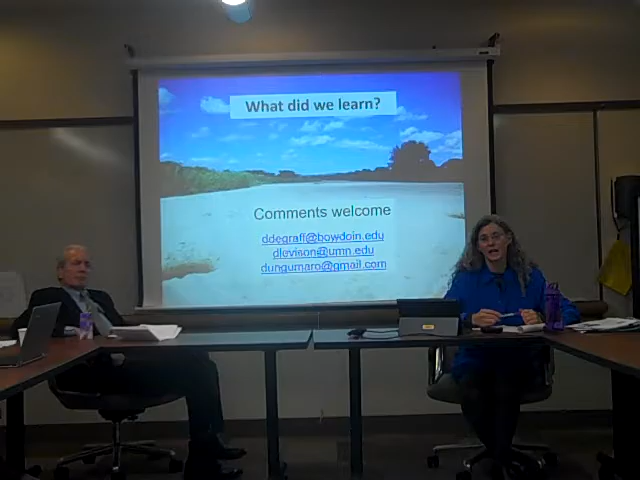 What did we learn?
Comments welcome
ddegraff@bowdoin.edu
dlevison@umn.edu
dungumaro@gmail.com